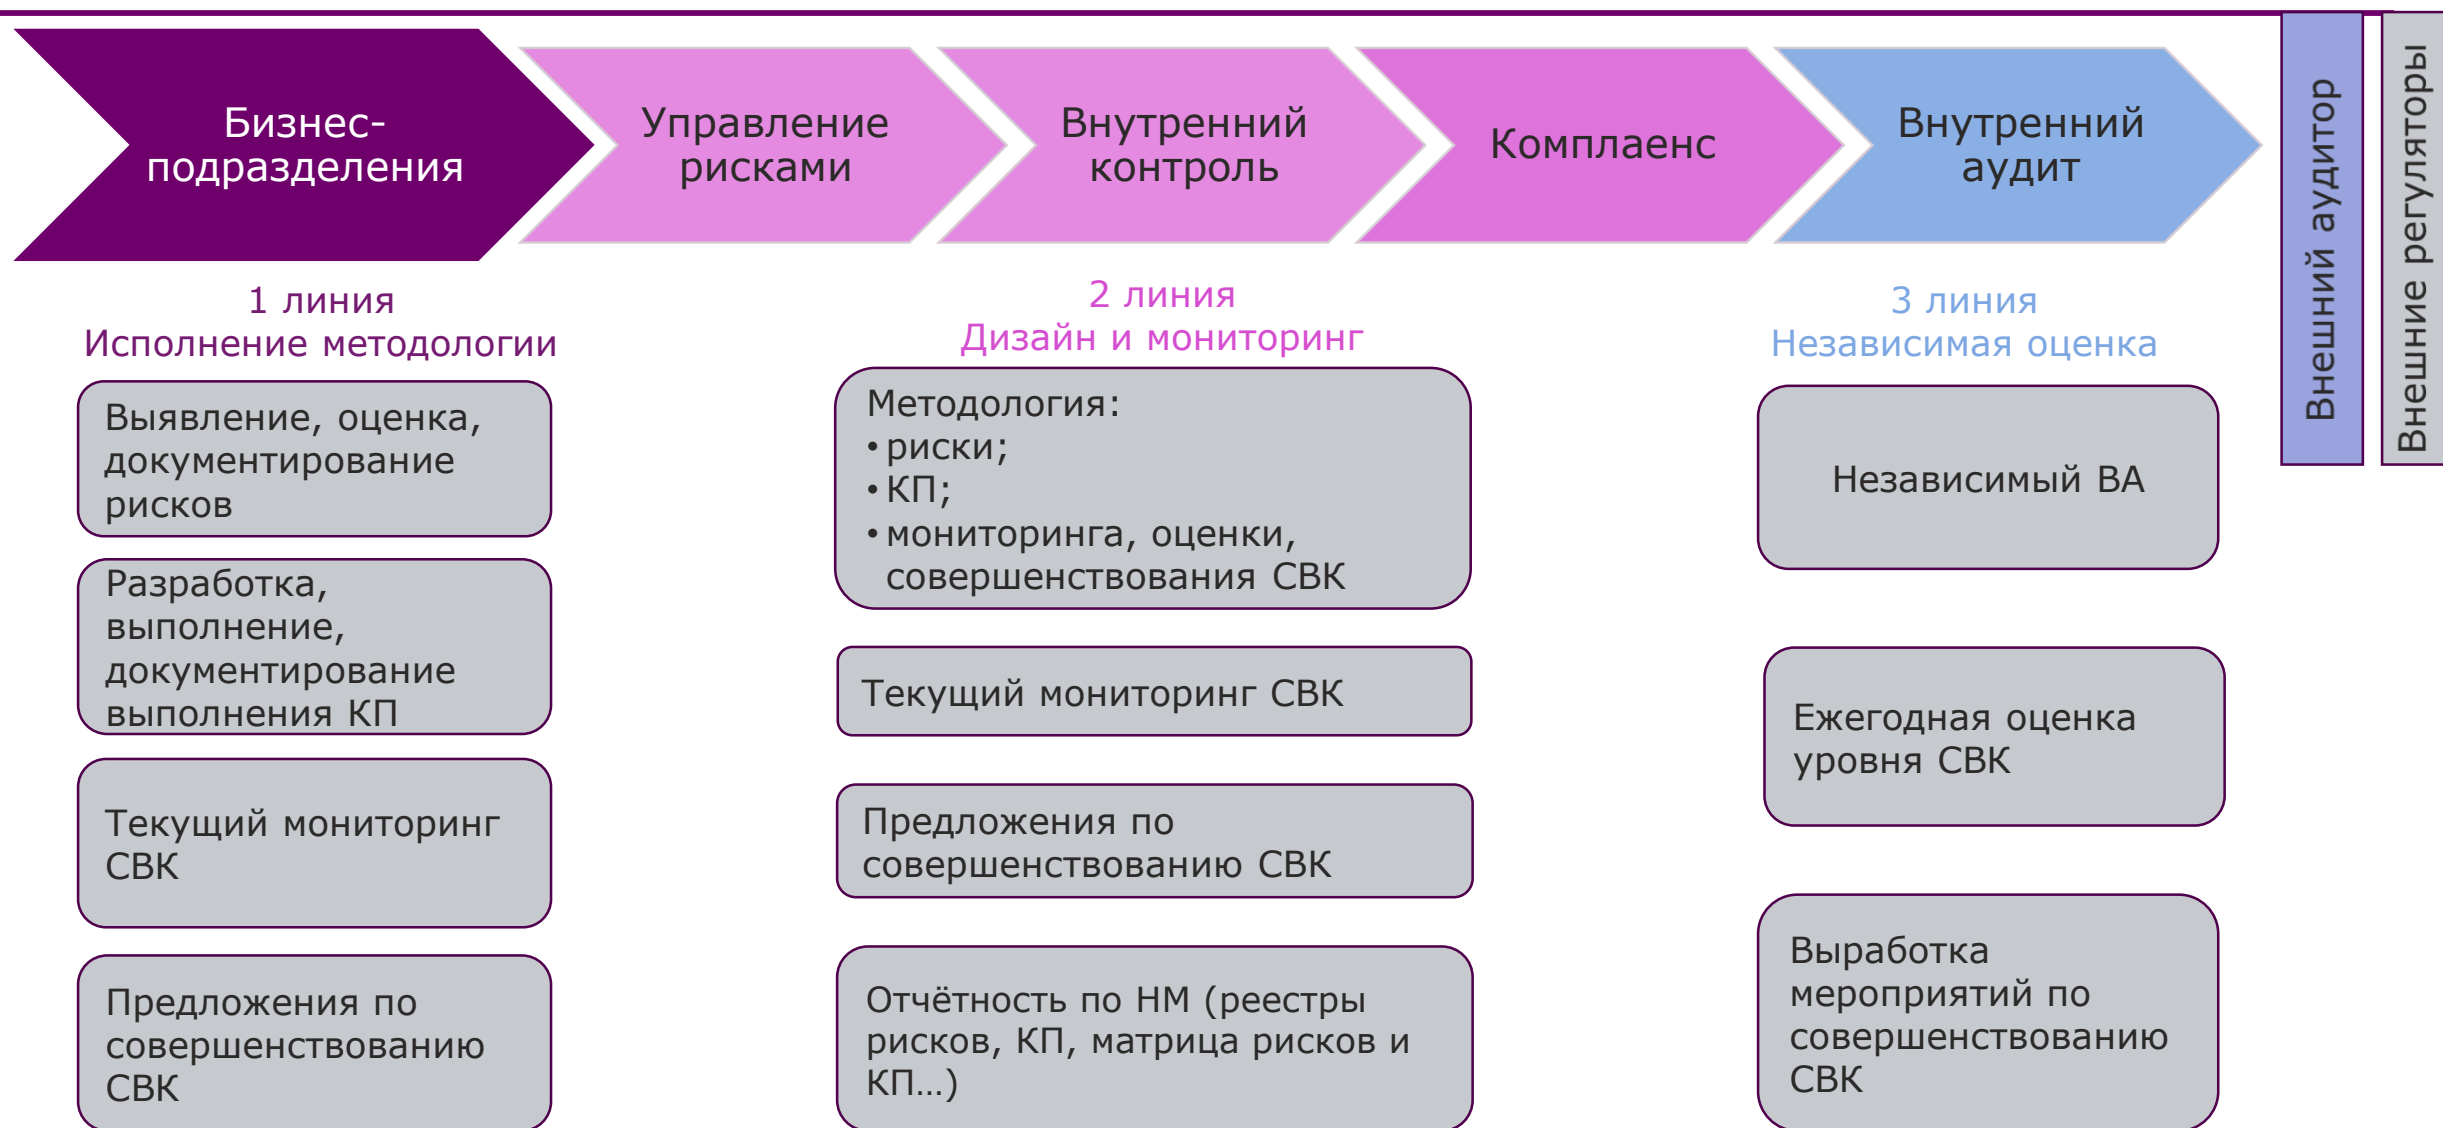 Бизнес-
подразделения
Управление
рисками
Внутренний
контроль
Комплаенс
Внутренний
аудит
Внешний аудитор
Внешние регуляторы
1 линия
Исполнение методологии
Выявление, оценка,
документирование
рисков
Разработка,
выполнение,
документирование
выполнения КП
Текущий мониторинг
СВК
Предложения по
совершенствованию
СВК
2 линия
Дизайн и мониторинг
Методология:
• риски;
• КП;
• мониторинга, оценки,
совершенствования СВК
Текущий мониторинг СВК
Предложения по
совершенствованию СВК
Отчётность по НМ (реестры
рисков, КП, матрица рисков и
КП…)
3 линия
Независимая оценка
Независимый ВА
Ежегодная оценка
уровня СВК
Выработка
мероприятий по
совершенствованию
СВК